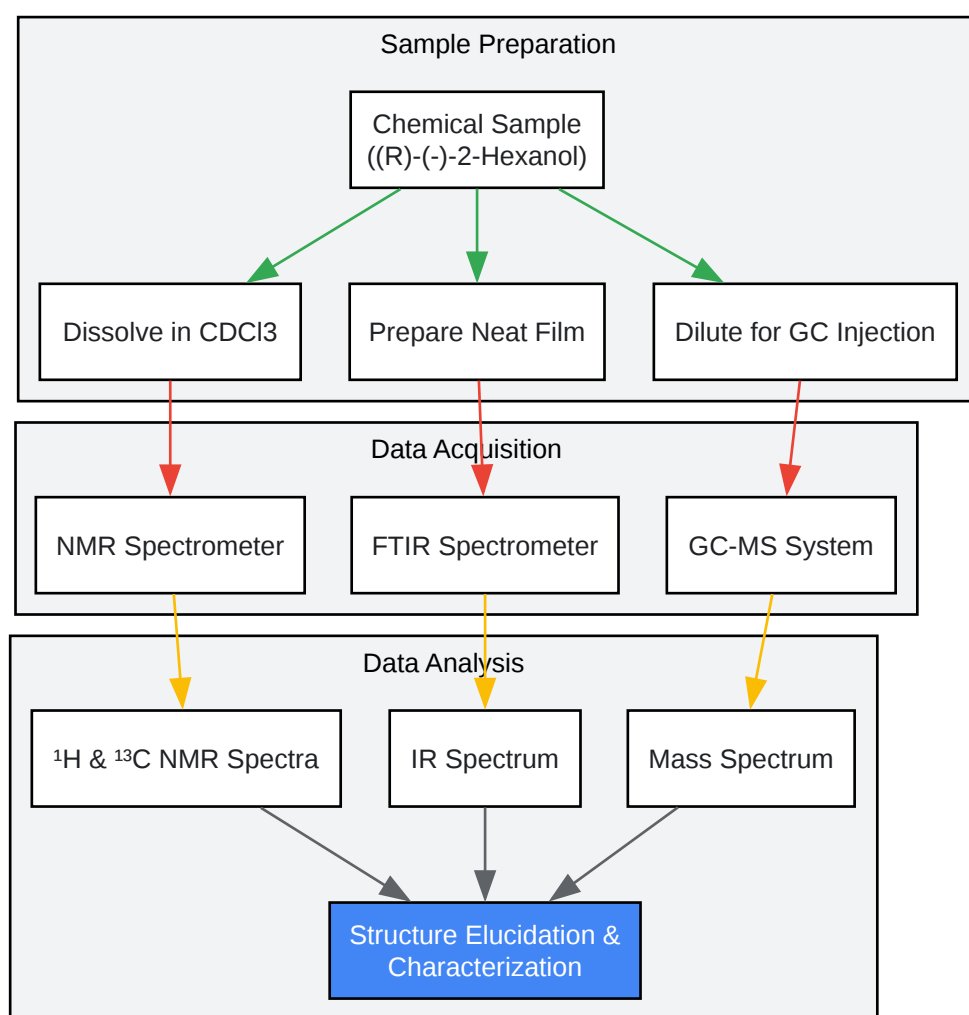 Sample Preparation
Chemical Sample
((R)-(-)-2-Hexanol)
Dissolve in CDCl3
Prepare Neat Film
Dilute for GC Injection
Data Acquisition
NMR Spectrometer
FTIR Spectrometer
GC-MS System
Data Analysis
¹H & ¹³C NMR Spectra
IR Spectrum
Mass Spectrum
Structure Elucidation &
Characterization